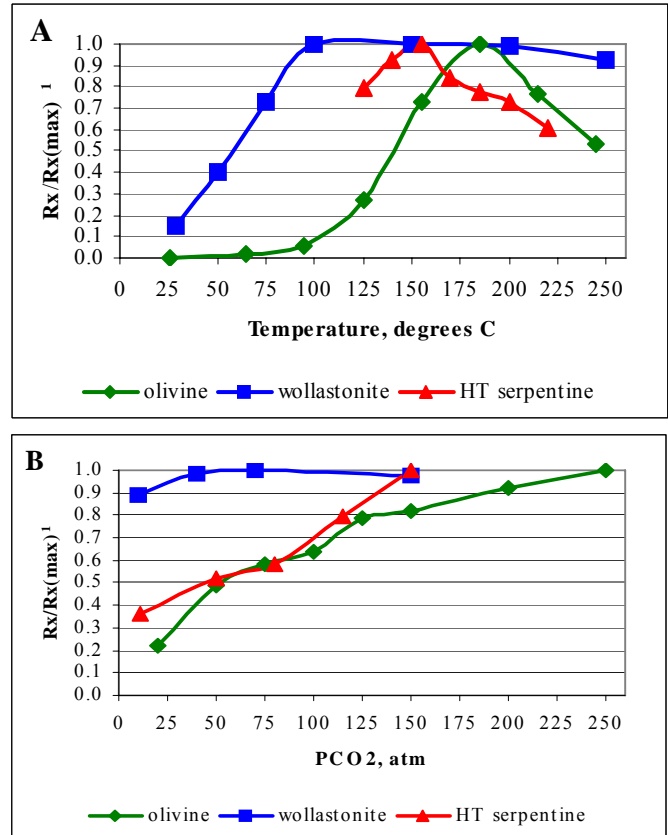 A
Rx/Rx(max) ¹
1.0
0.9
0.8
0.7
0.6
0.5
0.4
0.3
0.2
0.1
0.0
0 25 50 75 100 125 150 175 200 225 250
Temperature, degrees C
olivine wollastonite HT serpentine
B
Rx/Rx(max)¹
1.0
0.9
0.8
0.7
0.6
0.5
0.4
0.3
0.2
0.1
0.0
0 25 50 75 100 125 150 175 200 225 250
PCO2, atm
olivine wollastonite HT serpentine